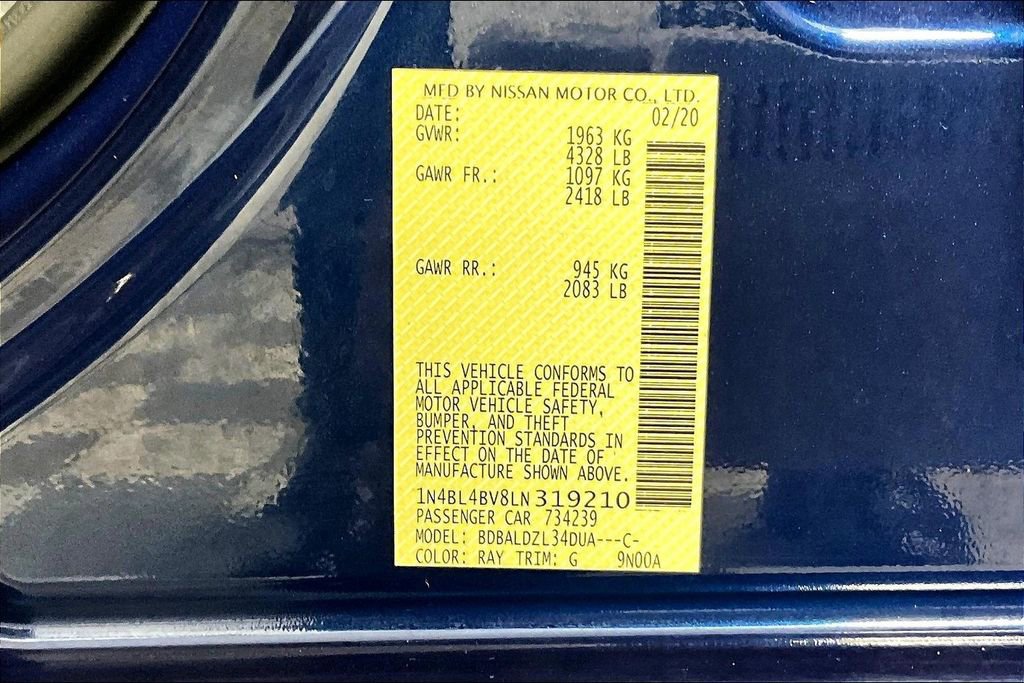 MFD BY NISSAN MOTOR CO., LTD.
DATE: 02/20
GVWR: 1963 KG
4328 LB
GAWR FR.: 1097 KG
2418 LB
GAWR RR.: 945 KG
2083 LB
THIS VEHICLE CONFORMS TO
ALL APPLICABLE FEDERAL
MOTOR VEHICLE SAFETY,
BUMPER, AND THEFT
PREVENTION STANDARDS IN
EFFECT ON THE DATE OF
MANUFACTURE SHOWN ABOVE.
1N4BL4BV8LN319210
PASSENGER CAR 734239
MODEL: BDBALDZL34DUA---C-
COLOR: RAY TRIM: G 9N00A